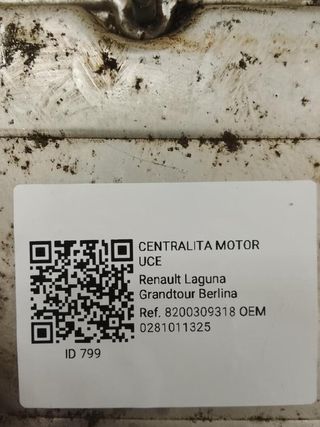 CENTRALITA MOTOR
UCE
Renault Laguna
Grandtour Berlina
Ref. 8200309318 OEM
0281011325
ID 799